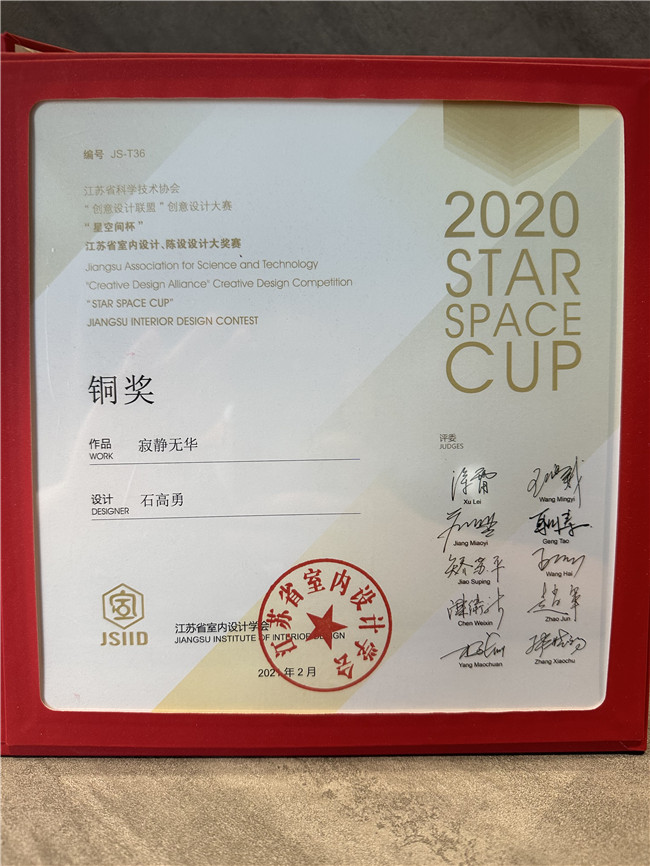 编号 JS-T36
江苏省科学技术协会
“创意设计联盟”创意设计大赛
“星空间杯”
江苏省室内设计、陈设设计大奖赛
Jiangsu Association for Science and Technology
"Creative Design Alliance" Creative Design Competition
"STAR SPACE CUP"
JIANGSU INTERIOR DESIGN CONTEST
2020
STAR
SPACE
CUP
铜奖
作品 寂静无华
WORK
设计 石高勇
DESIGNER
评委
JUDGES
Xu Lei
Wang Mingyi
Jiang Miaoyi
Geng Tao
Jiao Suping
Wang Hai
Chen Weixin
Zhao Jun
Yang Maochuan
Zhang Xiaochu
JSIID
江苏省室内设计学会
JIANGSU INSTITUTE OF INTERIOR DESIGN
2021年2月
江苏省室内设计学会